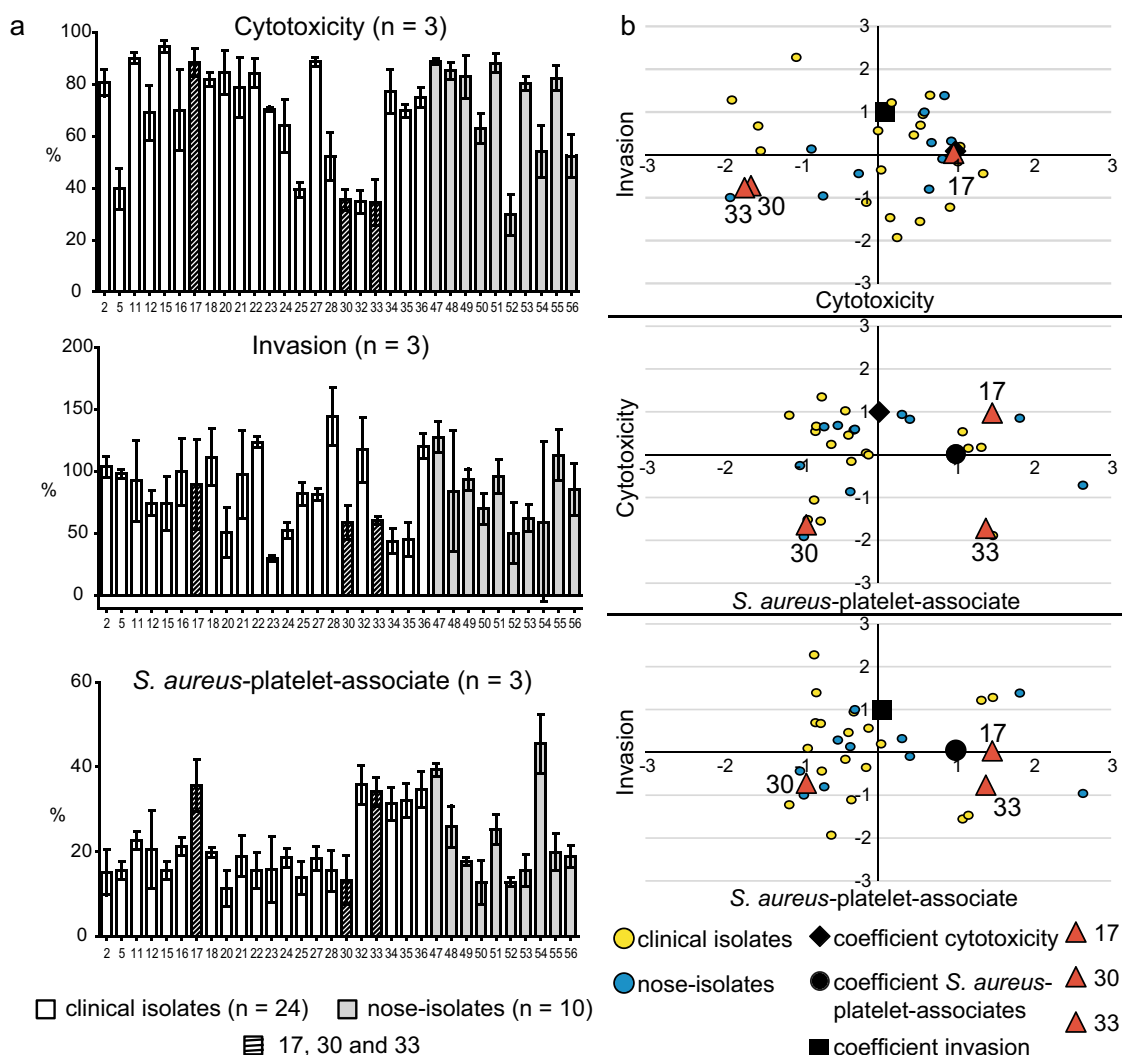 a
Cytotoxicity (n = 3)
100
80
60
%
40
20
0
2 5 11 12 15 16 17 18 20 21 22 23 24 25 27 28 30 32 33 34 35 36 47 48 49 50 51 52 53 54 55 56
Invasion (n = 3)
200
150
100
%
50
0
2 5 11 12 15 16 17 18 20 21 22 23 24 25 27 28 30 32 33 34 35 36 47 48 49 50 51 52 53 54 55 56
S. aureus-platelet-associate (n = 3)
60
40
%
20
0
2 5 11 12 15 16 17 18 20 21 22 23 24 25 27 28 30 32 33 34 35 36 47 48 49 50 51 52 53 54 55 56
clinical isolates (n = 24) nose-isolates (n = 10)
17, 30 and 33
b
3
2
1
Invasion
-3 -2 -1 1 2 3
17
33 30
-1
-2
-3
Cytotoxicity
3
2
17
1
Cytotoxicity
-3 -2 -1 1 2 3
-1
30 33
-2
-3
S. aureus-platelet-associate
3
2
1
17
Invasion
-3 -2 -1 1 2 3
30
33
-1
-2
-3
S. aureus-platelet-associate
clinical isolates coefficient cytotoxicity 17
nose-isolates coefficient S. aureus-
platelet-associates 30
coefficient invasion 33